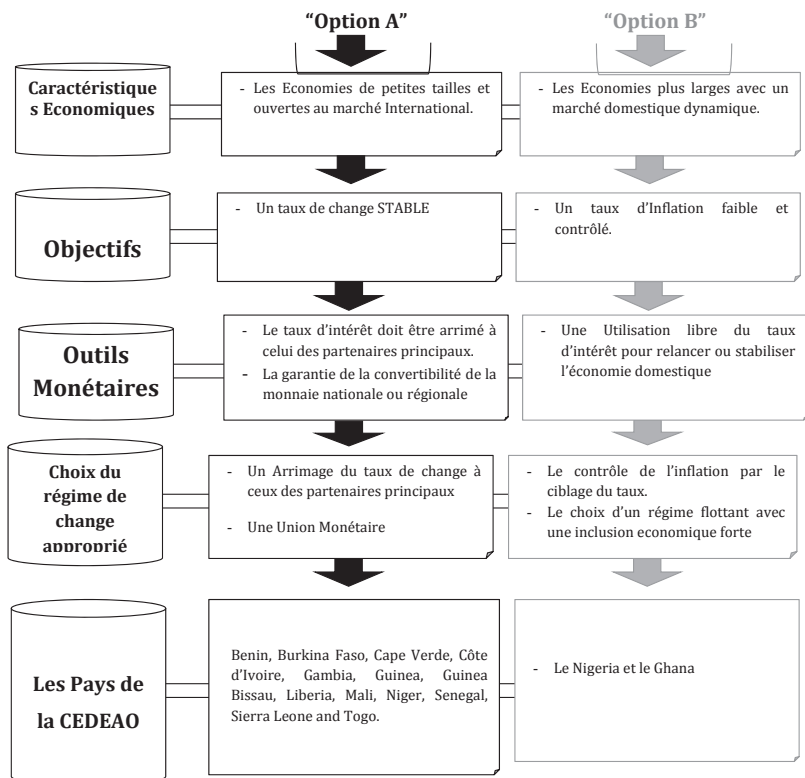 “Option A”
“Option B”
Caractéristique
s Economiques
- Les Economies de petites tailles et
ouvertes au marché International.
- Les Economies plus larges avec un
marché domestique dynamique.
Objectifs
- Un taux de change STABLE
- Un taux d’Inflation faible et
contrôlé.
Outils
Monétaires
- Le taux d’intérêt doit être arrimé à
celui des partenaires principaux.
- La garantie de la convertibilité de la
monnaie nationale ou régionale
- Une Utilisation libre du taux
d’intérêt pour relancer ou stabiliser
l’économie domestique
Choix du
régime de
change
approprié
- Un Arrimage du taux de change à
ceux des partenaires principaux
- Une Union Monétaire
- Le contrôle de l’inflation par le
ciblage du taux.
- Le choix d’un régime flottant avec
une inclusion economique forte
Les Pays de
la CEDEAO
Benin, Burkina Faso, Cape Verde, Côte
d’Ivoire, Gambia, Guinea, Guinea
Bissau, Liberia, Mali, Niger, Senegal,
Sierra Leone and Togo.
- Le Nigeria et le Ghana